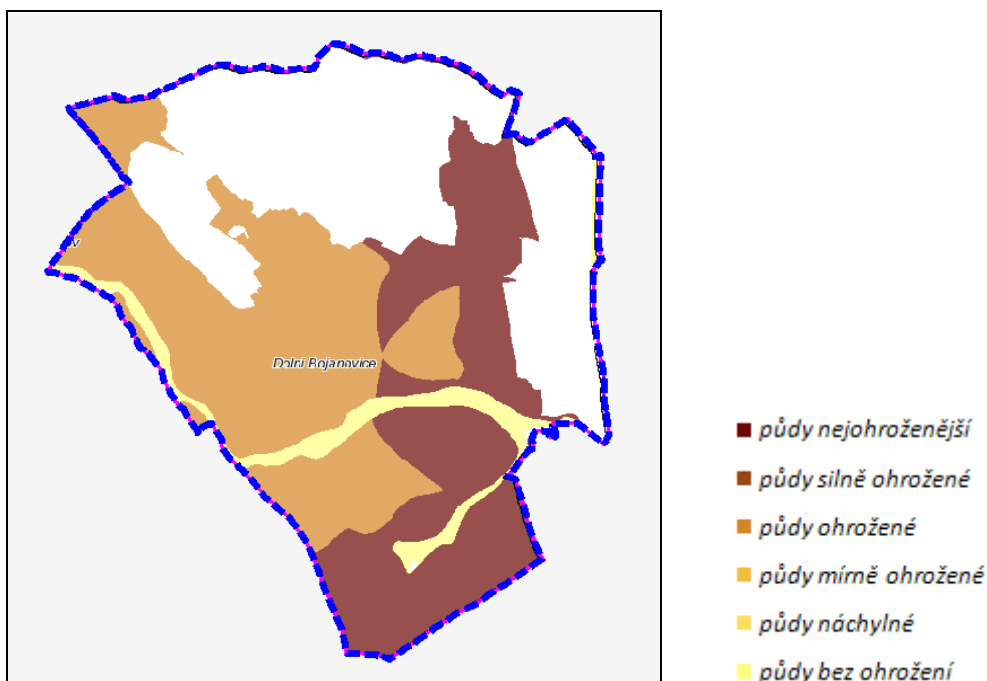 v
Dolní Bojanovice
půdy nejohroženější
půdy silně ohrožené
půdy ohrožené
půdy mírně ohrožené
půdy náchylné
půdy bez ohrožení